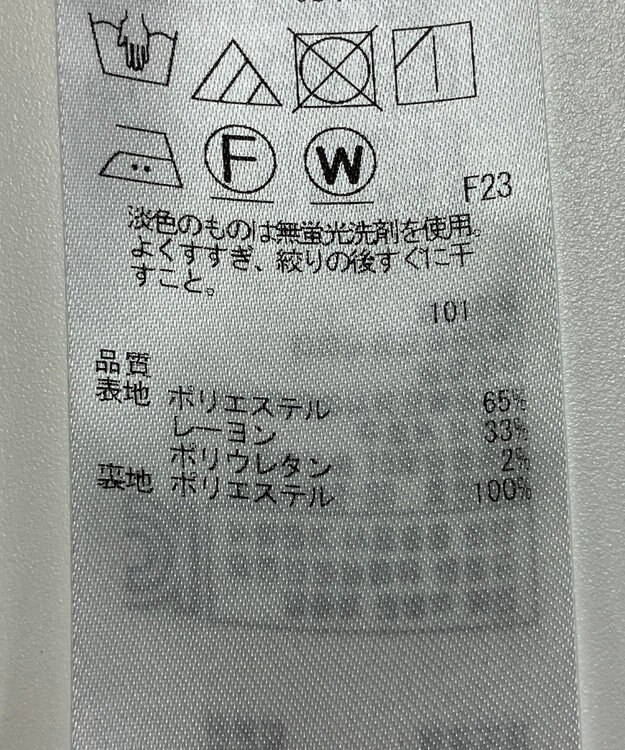 F
W
F23
淡色のものは無蛍光洗剤を使用。
よくすすぎ、絞りの後すぐに干
すこと。
101
品質
表地 ポリエステル 65%
レーヨン 33%
ポリウレタン 2%
裏地 ポリエステル 100%